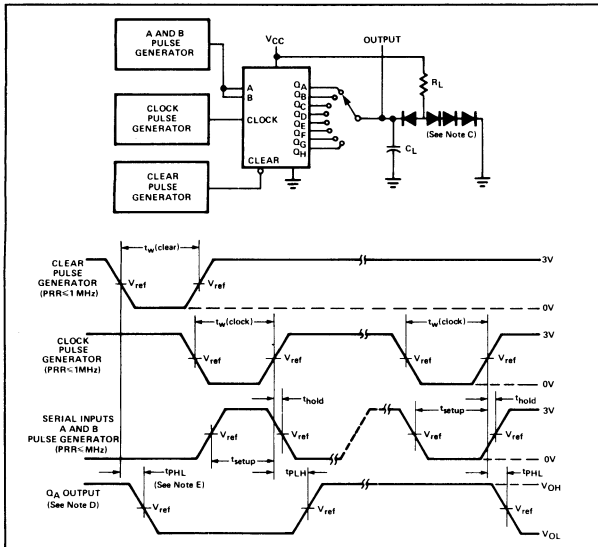 A AND B
PULSE
GENERATOR
CLOCK
PULSE
GENERATOR
CLEAR
PULSE
GENERATOR
VCC
OUTPUT
A
B
CLOCK
CLEAR
QA
QB
QC
QD
QE
QF
QG
QH
RL
(See Note C)
CL
CLEAR
PULSE
GENERATOR
(PRR≤1 MHz)
tw(clear)
Vref
Vref
3V
0V
CLOCK
PULSE
GENERATOR
(PRR≤1MHz)
tw(clock)
Vref
Vref
tw(clock)
Vref
Vref
3V
0V
SERIAL INPUTS
A AND B
PULSE GENERATOR
(PRR≤MHz)
thold
Vref
Vref
tsetup
tsetup
Vref
thold
Vref
3V
0V
QA OUTPUT
(See Note D)
tPHL
(See Note E)
Vref
tPLH
Vref
tPHL
Vref
VOH
VOL